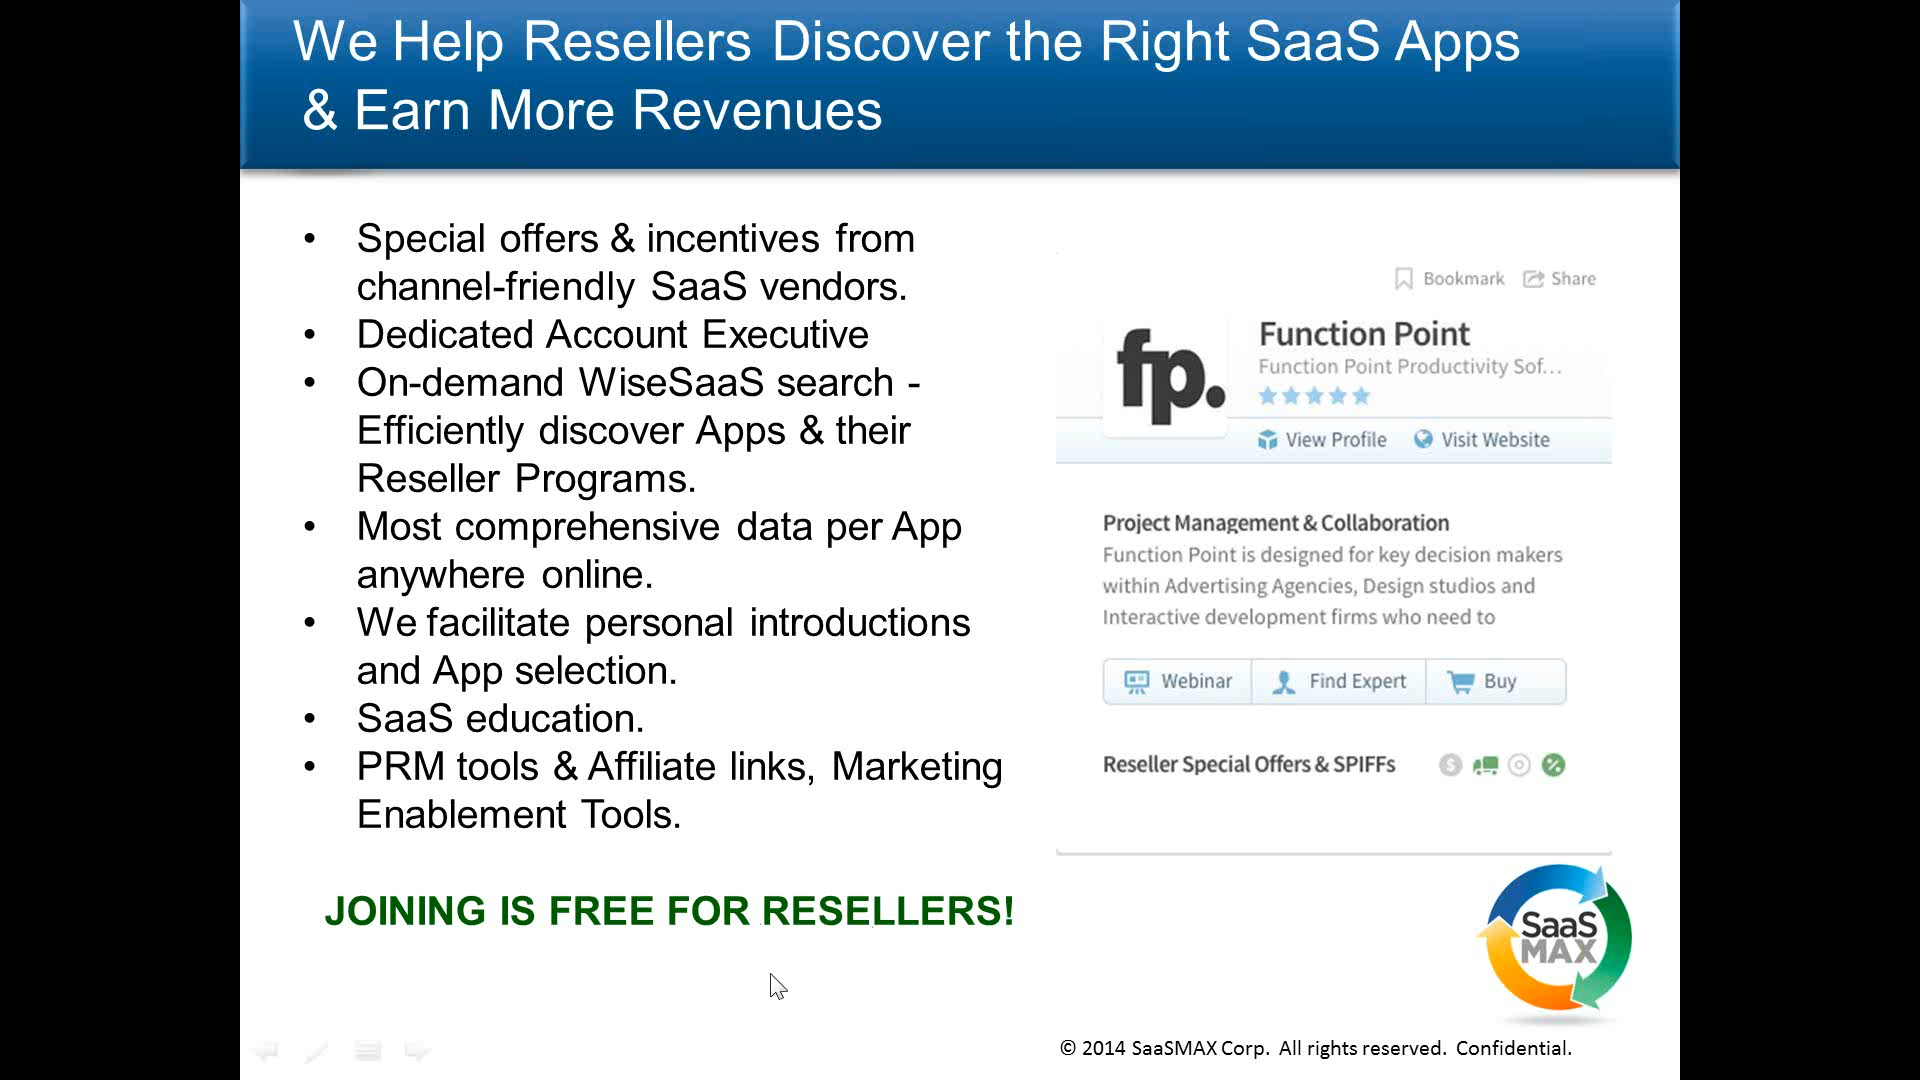 We Help Resellers Discover the Right SaaS Apps
& Earn More Revenues
• Special offers & incentives from
channel-friendly SaaS vendors.
• Dedicated Account Executive
• On-demand WiseSaaS search -
Efficiently discover Apps & their
Reseller Programs.
• Most comprehensive data per App
anywhere online.
• We facilitate personal introductions
and App selection.
• SaaS education.
• PRM tools & Affiliate links, Marketing
Enablement Tools.
JOINING IS FREE FOR RESELLERS!
Bookmark Share
fp.
Function Point
Function Point Productivity Sof...
View Profile Visit Website
Project Management & Collaboration
Function Point is designed for key decision makers
within Advertising Agencies, Design studios and
Interactive development firms who need to
Webinar Find Expert Buy
Reseller Special Offers & SPIFFs
SaaS
MAX
© 2014 SaaSMAX Corp. All rights reserved. Confidential.